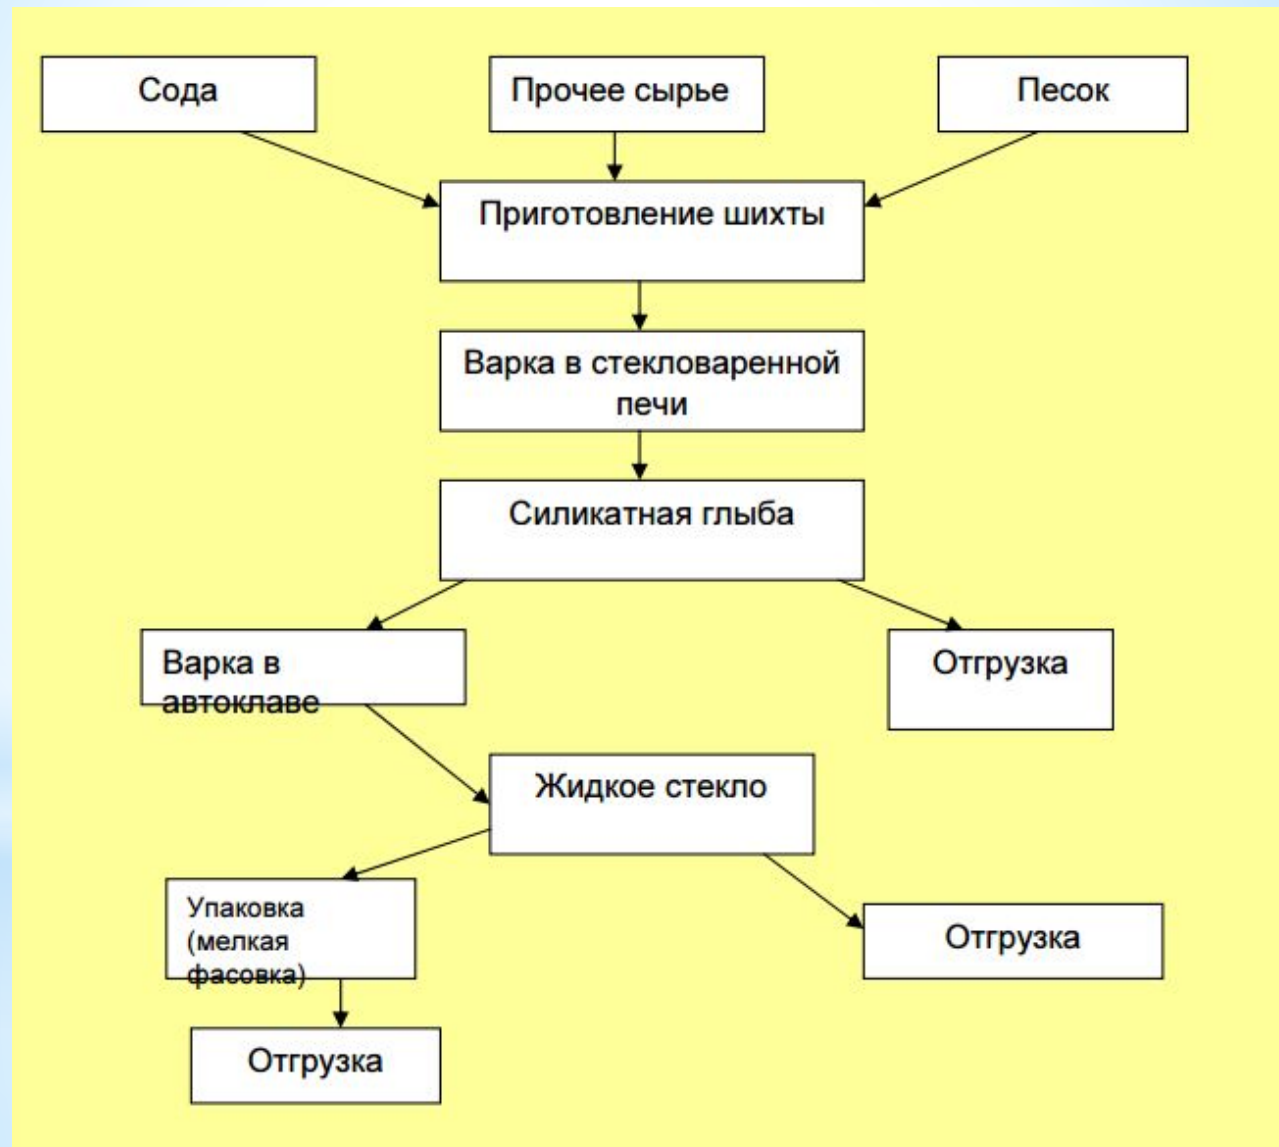 Сода
Прочее сырье
Песок
Приготовление шихты
Варка в стекловаренной
печи
Силикатная глыба
Варка в
автоклаве
Отгрузка
Жидкое стекло
Упаковка
(мелкая
фасовка)
Отгрузка
Отгрузка